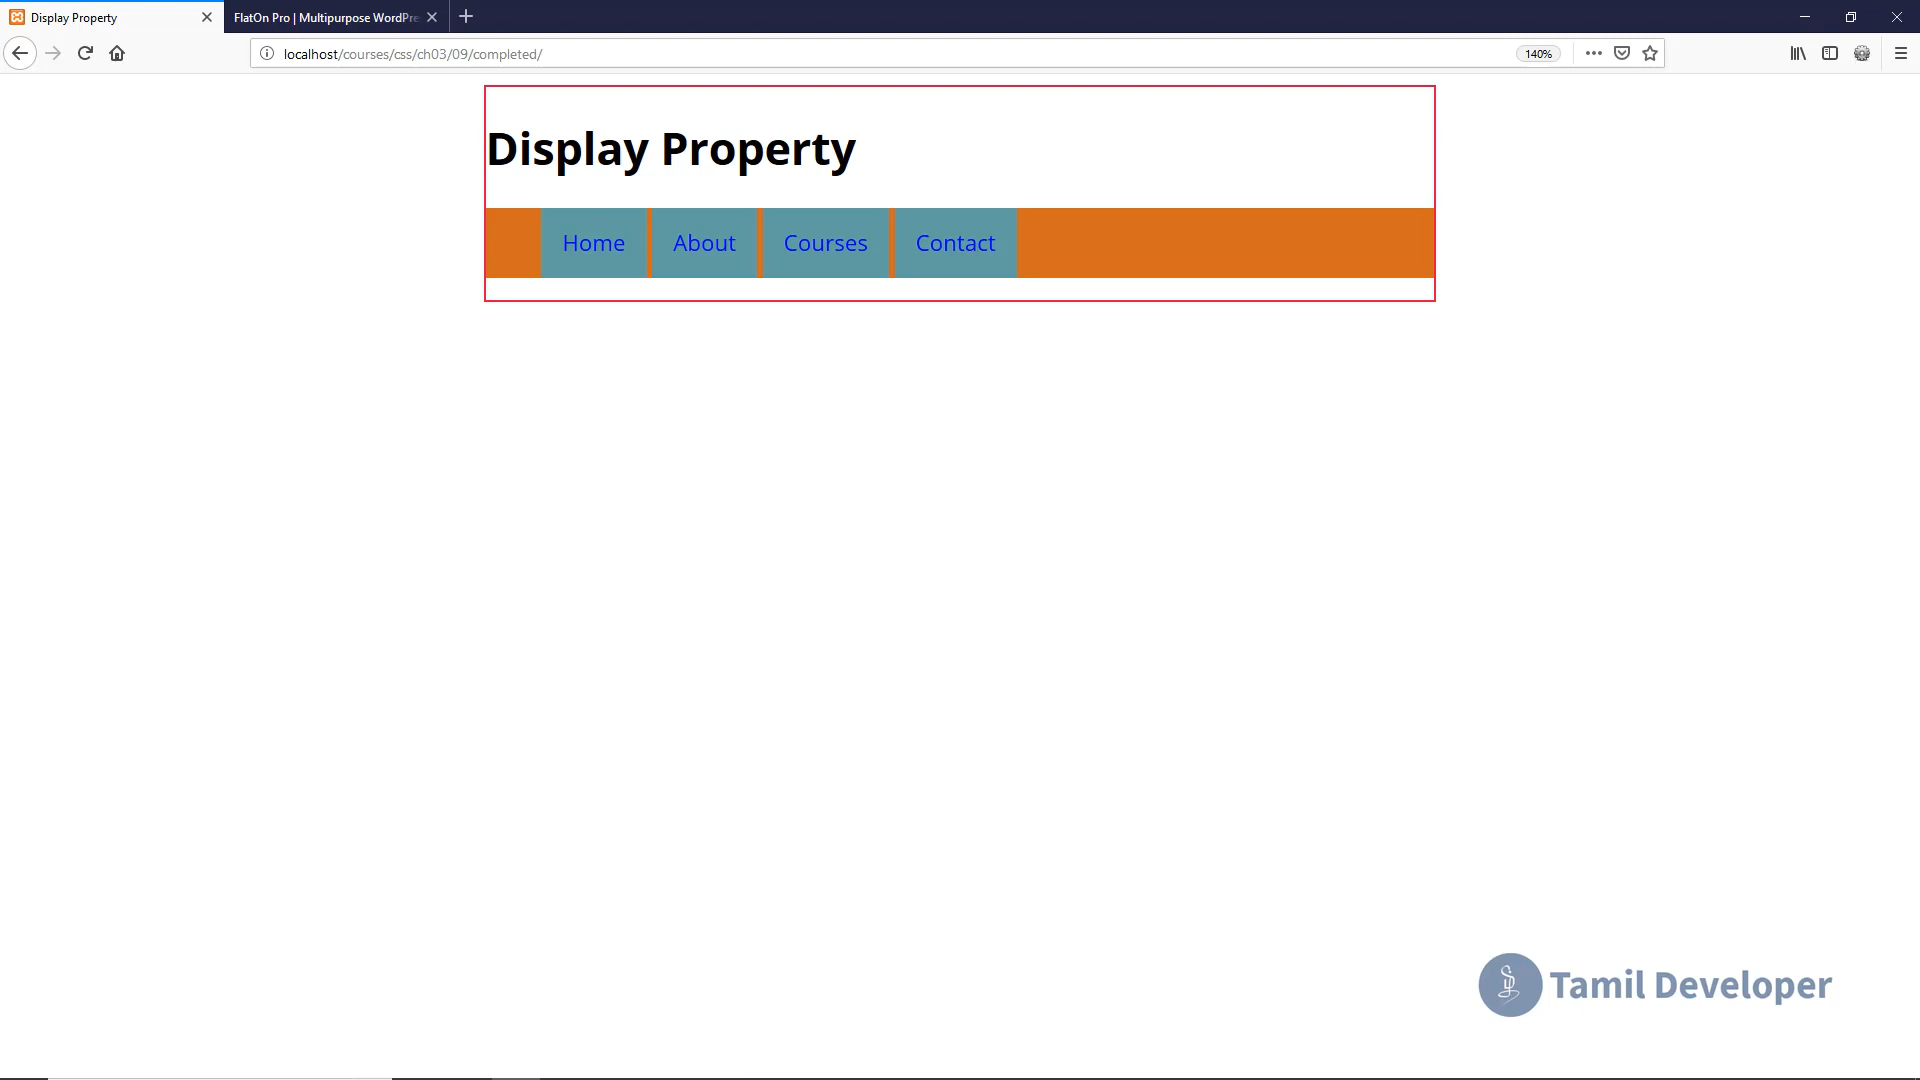 Display Property
FlatOn Pro | Multipurpose WordPre
localhost/courses/css/ch03/09/completed/
140%
Display Property
Home About Courses Contact
Tamil Developer